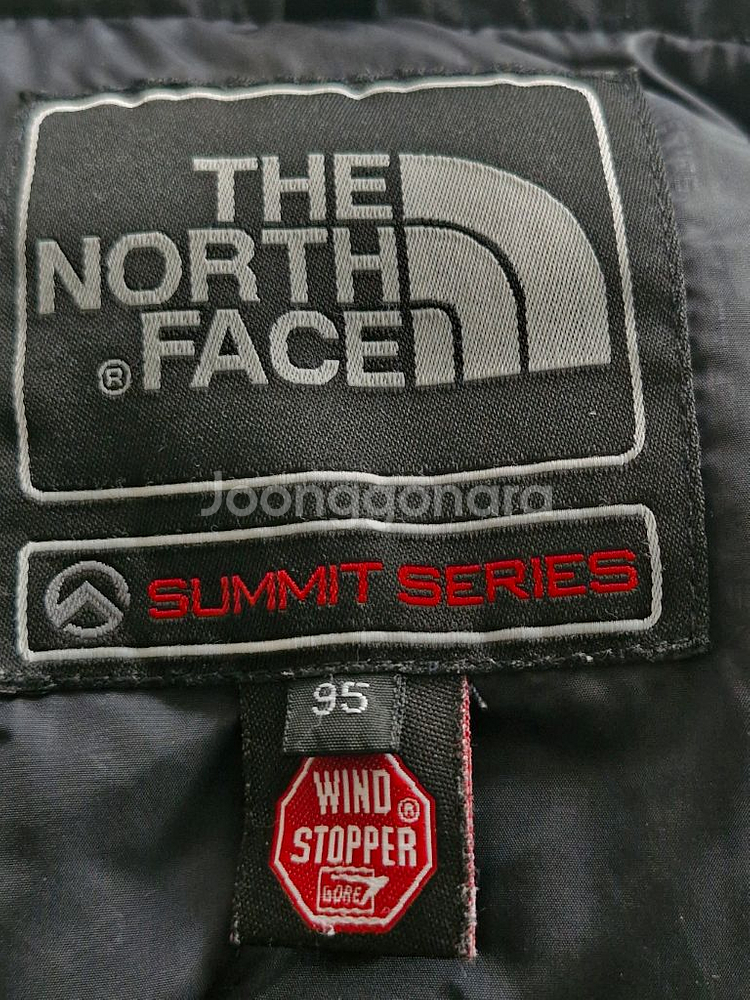 THE
NORTH
FACE
®
Joonggonara
SUMMIT SERIES
95
WIND
STOPPER
®
GORE